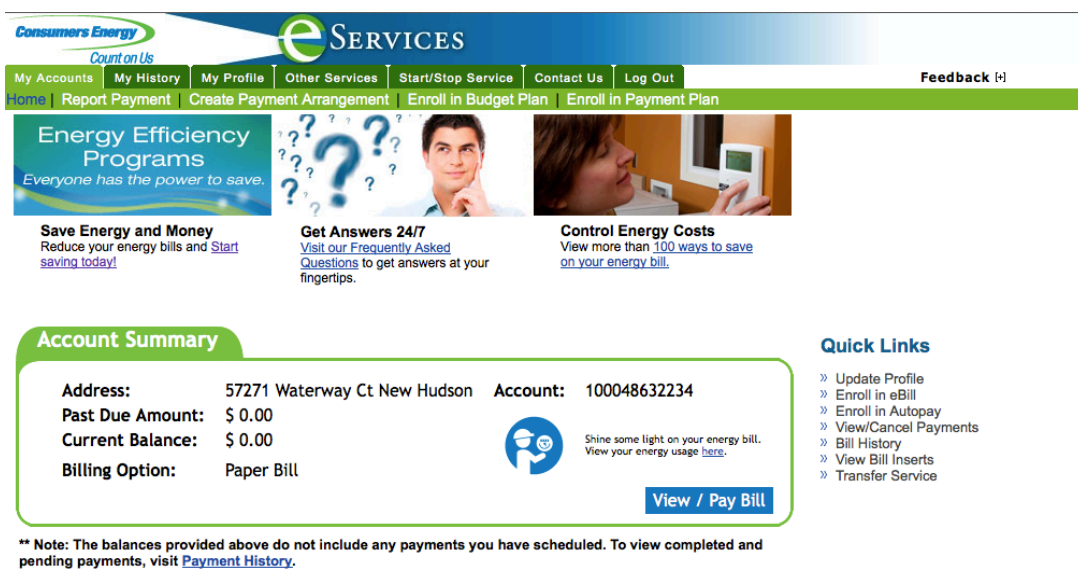 Consumers Energy
Count on Us
eSERVICES
My Accounts My History My Profile Other Services Start/Stop Service Contact Us Log Out Feedback [+]
Home | Report Payment | Create Payment Arrangement | Enroll in Budget Plan | Enroll in Payment Plan
Energy Efficiency
Programs
Everyone has the power to save.
Save Energy and Money
Reduce your energy bills and Start
saving today!
Get Answers 24/7
Visit our Frequently Asked
Questions to get answers at your
fingertips.
Control Energy Costs
View more than 100 ways to save
on your energy bill.
Account Summary
Address: 57271 Waterway Ct New Hudson Account: 100048632234
Past Due Amount: $ 0.00
Current Balance: $ 0.00
Billing Option: Paper Bill
Shine some light on your energy bill.
View your energy usage here.
View / Pay Bill
** Note: The balances provided above do not include any payments you have scheduled. To view completed and
pending payments, visit Payment History.
Quick Links
» Update Profile
» Enroll in eBill
» Enroll in Autopay
» View/Cancel Payments
» Bill History
» View Bill Inserts
» Transfer Service